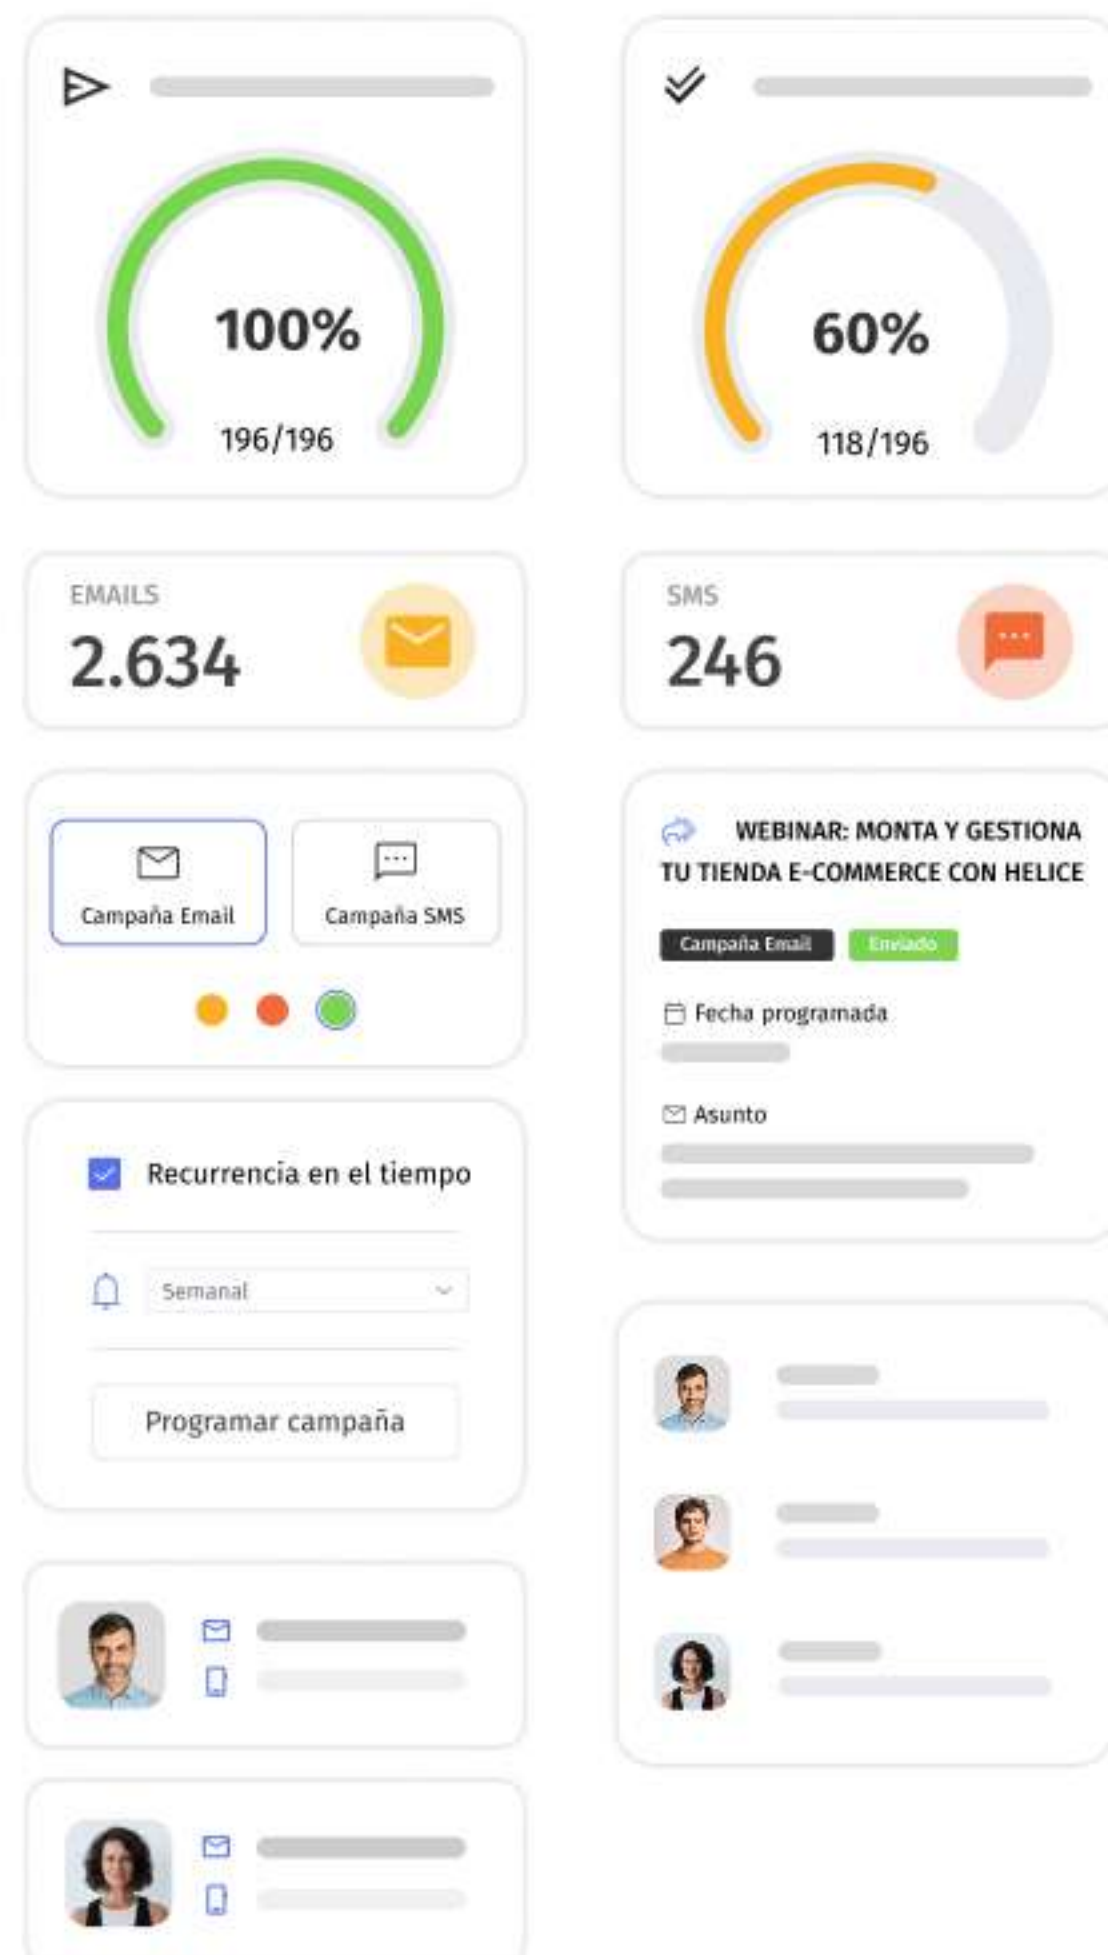 100%
196/196
60%
118/196
EMAILS
2.634
SMS
246
Campaña Email
Campaña SMS
WEBINAR: MONTA Y GESTIONA
TU TIENDA E-COMMERCE CON HELICE
Campaña Email
Enviado
Fecha programada
Asunto
Recurrencia en el tiempo
Semanal
Programar campaña